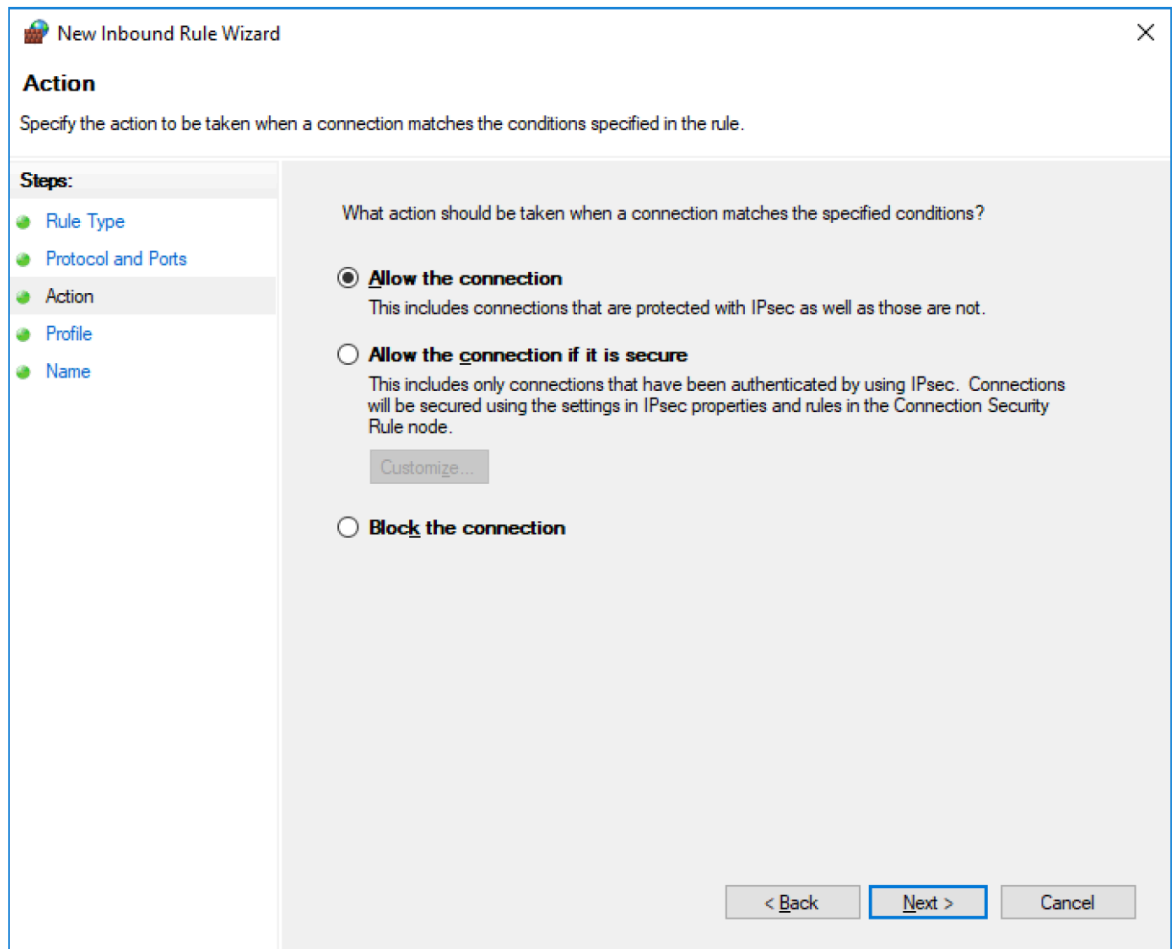 New Inbound Rule Wizard
Action
Specify the action to be taken when a connection matches the conditions specified in the rule.
Steps:
Rule Type
Protocol and Ports
Action
Profile
Name
What action should be taken when a connection matches the specified conditions?
Allow the connection
This includes connections that are protected with IPsec as well as those are not.
Allow the connection if it is secure
This includes only connections that have been authenticated by using IPsec. Connections
will be secured using the settings in IPsec properties and rules in the Connection Security
Rule node.
Customize...
Block the connection
< Back
Next >
Cancel